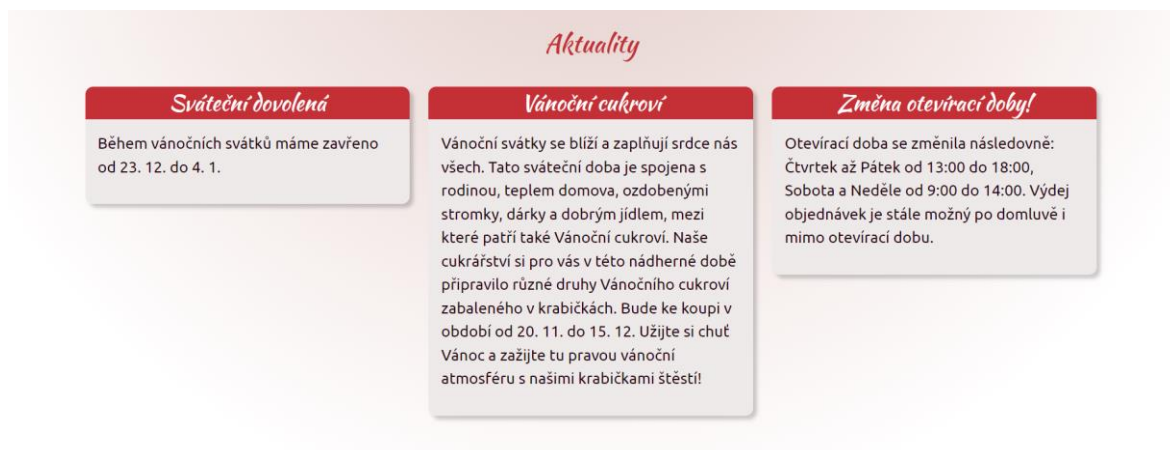 Aktuality
Sváteční dovolená
Během vánočních svátků máme zavřeno
od 23. 12. do 4. 1.
Vánoční cukroví
Vánoční svátky se blíží a zaplňují srdce nás
všech. Tato sváteční doba je spojena s
rodinou, teplem domova, ozdobenými
stromky, dárky a dobrým jídlem, mezi
které patří také Vánoční cukroví. Naše
cukrářství si pro vás v této nádherné době
připravilo různé druhy Vánočního cukroví
zabaleného v krabičkách. Bude ke koupi v
období od 20. 11. do 15. 12. Užijte si chuť
Vánoc a zažijte tu pravou vánoční
atmosféru s našimi krabičkami štěstí!
Změna otevírací doby!
Otevírací doba se změnila následovně:
Čtvrtek až Pátek od 13:00 do 18:00,
Sobota a Neděle od 9:00 do 14:00. Výdej
objednávek je stále možný po domluvě i
mimo otevírací dobu.